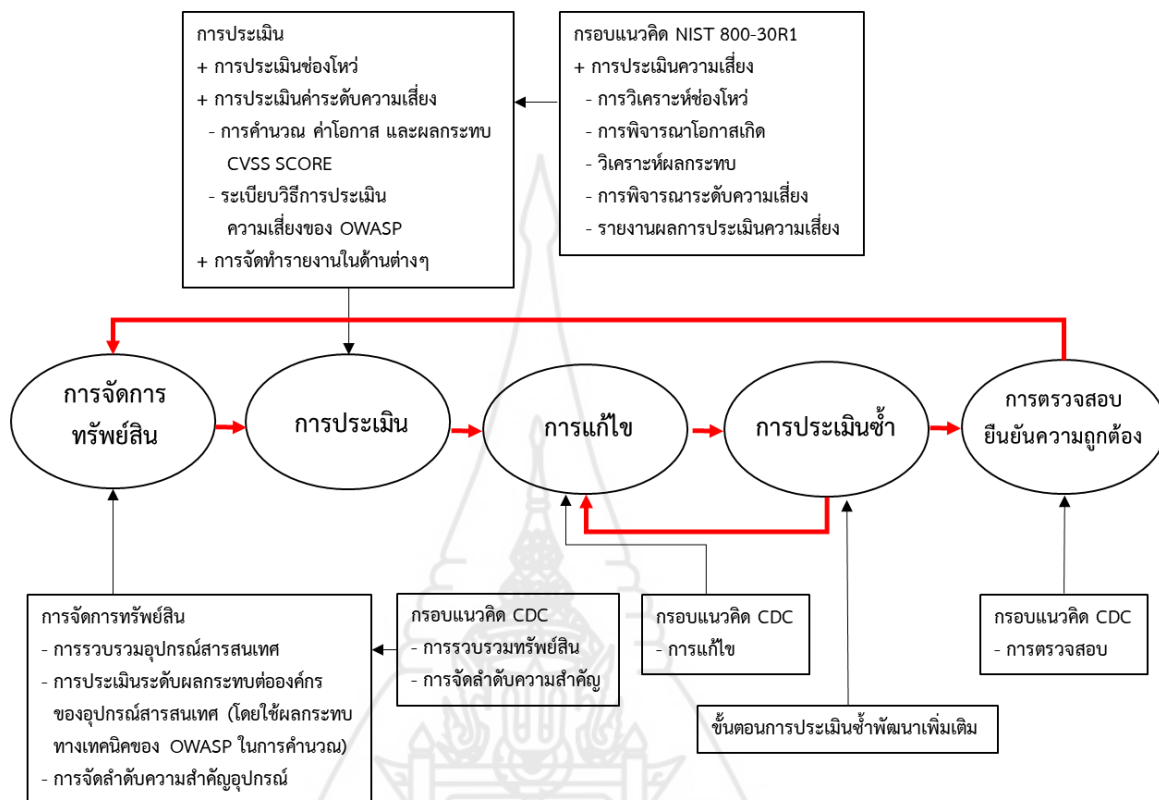 การประเมิน
+ การประเมินช่องโหว่
+ การประเมินค่าระดับความเสี่ยง
- การคำนวณ ค่าโอกาส และผลกระทบ
CVSS SCORE
- ระเบียบวิธีการประเมิน
ความเสี่ยงของ OWASP
+ การจัดทำรายงานในด้านต่างๆ
กรอบแนวคิด NIST 800-30R1
+ การประเมินความเสี่ยง
- การวิเคราะห์ช่องโหว่
- การพิจารณาโอกาสเกิด
- วิเคราะห์ผลกระทบ
- การพิจารณาระดับความเสี่ยง
- รายงานผลการประเมินความเสี่ยง
การจัดการ
ทรัพย์สิน
การประเมิน
การแก้ไข
การประเมินซ้ำ
การตรวจสอบ
ยืนยันความถูกต้อง
การจัดการทรัพย์สิน
- การรวบรวมอุปกรณ์สารสนเทศ
- การประเมินระดับผลกระทบต่อองค์กร
ของอุปกรณ์สารสนเทศ (โดยใช้ผลกระทบ
ทางเทคนิคของ OWASP ในการคำนวณ)
- การจัดลำดับความสำคัญอุปกรณ์
กรอบแนวคิด CDC
- การรวบรวมทรัพย์สิน
- การจัดลำดับความสำคัญ
กรอบแนวคิด CDC
- การแก้ไข
ขั้นตอนการประเมินซ้ำพัฒนาเพิ่มเติม
กรอบแนวคิด CDC
- การตรวจสอบ